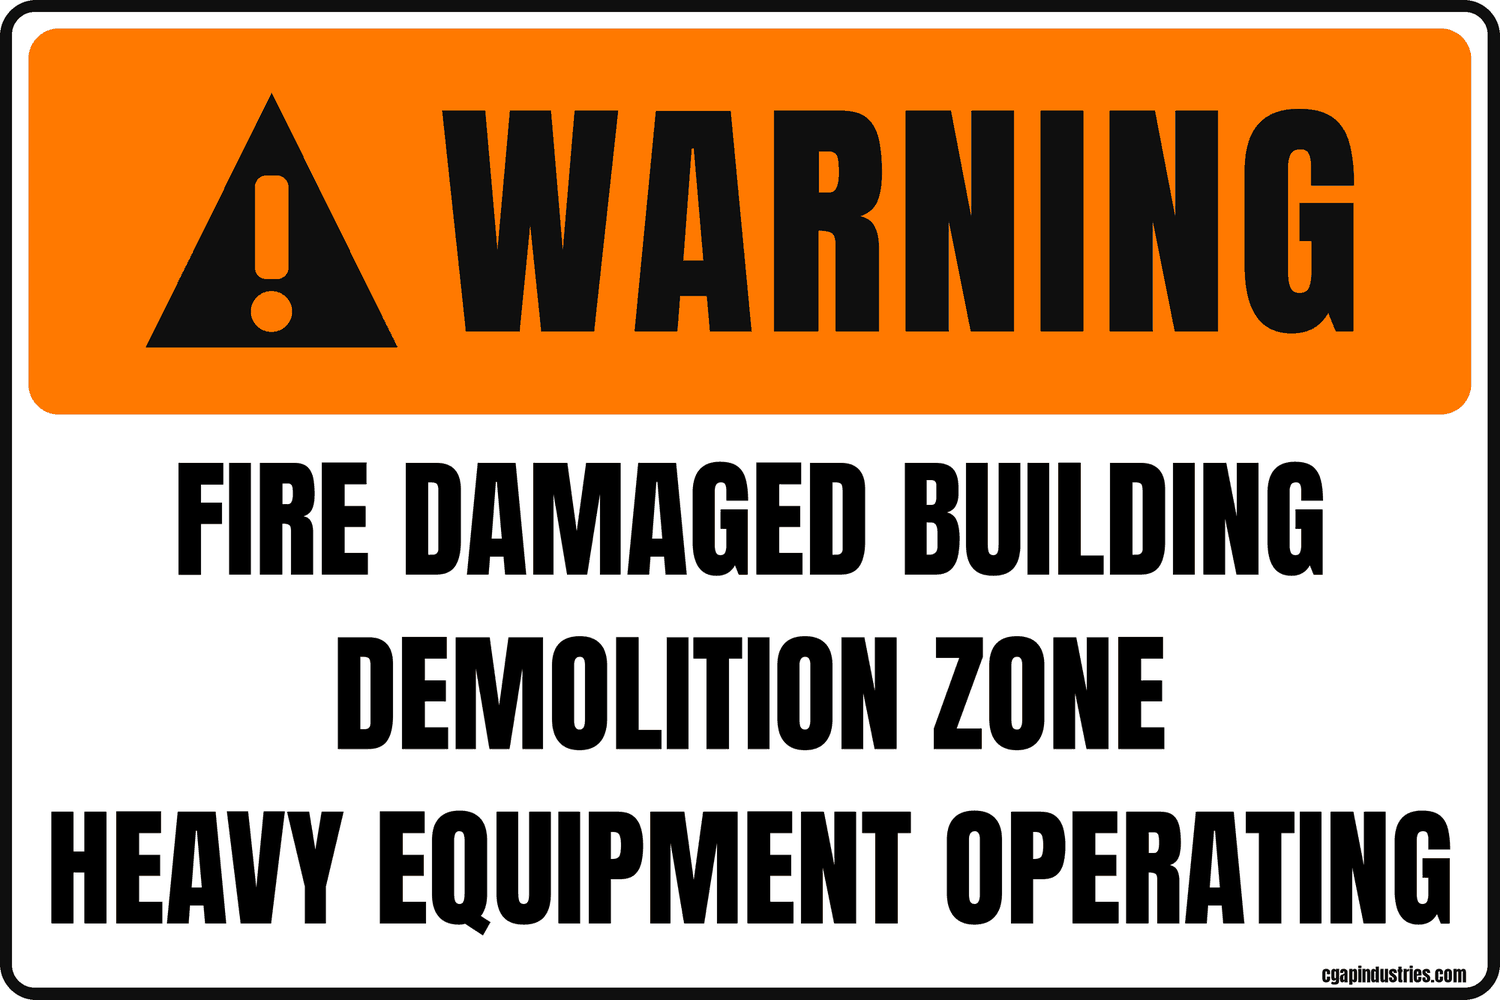 WARNING
FIRE DAMAGED BUILDING
DEMOLITION ZONE
HEAVY EQUIPMENT OPERATING
cgapindustries.com